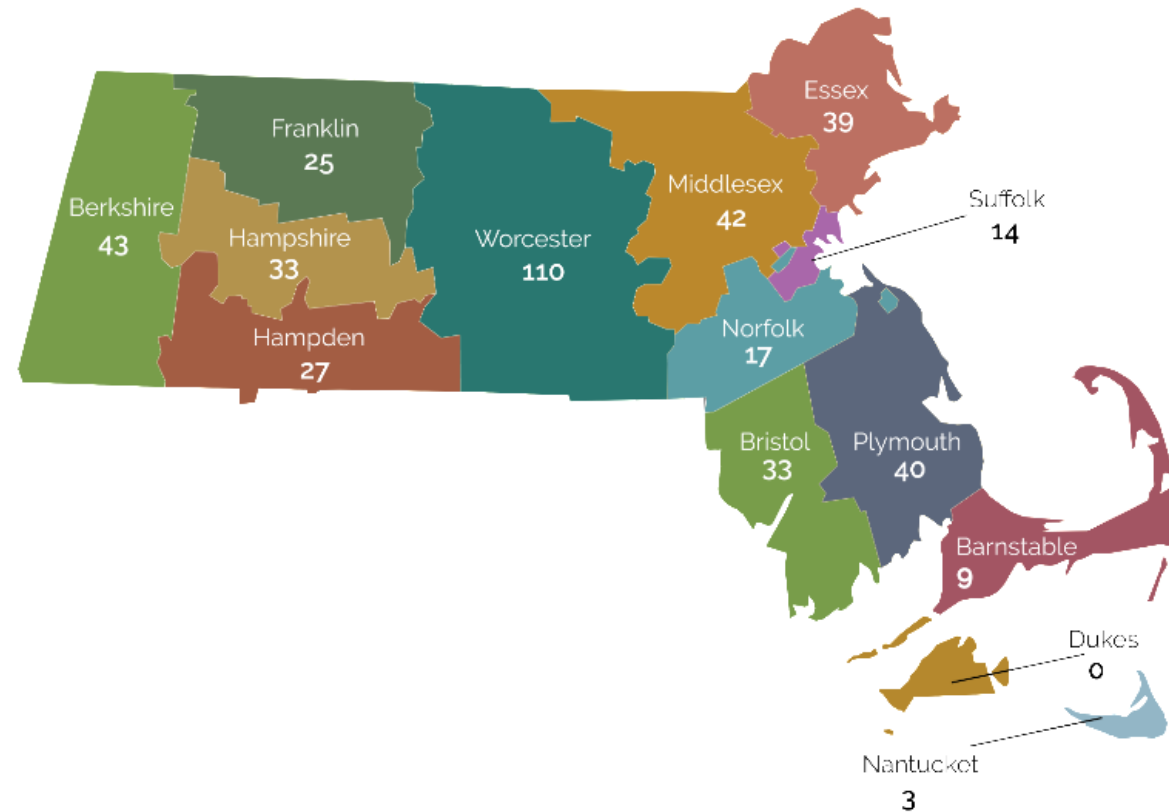 Essex
39
Franklin
25
Middlesex
42
Suffolk
14
Berkshire
43
Hampshire
33
Worcester
110
Norfolk
17
Hampden
27
Bristol
33
Plymouth
40
Barnstable
9
Dukes
0
Nantucket
3